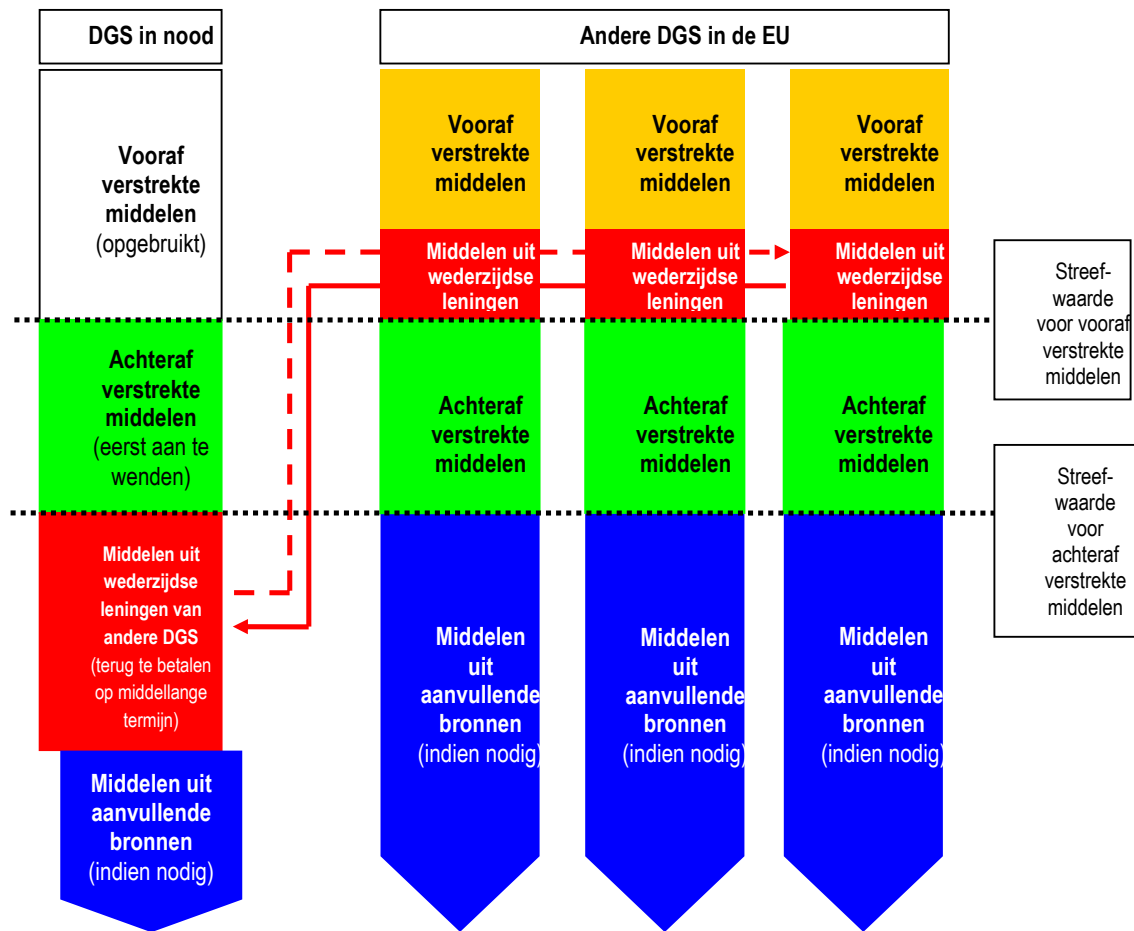 DGS in nood
Andere DGS in de EU
Vooraf
verstrekte
middelen
(opgebruikt)
Achteraf
verstrekte
middelen
(eerst aan te
wenden)
Middelen uit
wederzijdse
leningen van
andere DGS
(terug te betalen
op middellange
termijn)
Middelen uit
aanvullende
bronnen
(indien nodig)
Vooraf
verstrekte
middelen
Middelen uit
wederzijdse
leningen
Achteraf
verstrekte
middelen
Middelen
uit
aanvullende
bronnen
(indien nodig)
Vooraf
verstrekte
middelen
Middelen uit
wederzijdse
leningen
Achteraf
verstrekte
middelen
Middelen
uit
aanvullende
bronnen
(indien nodig)
Vooraf
verstrekte
middelen
Middelen uit
wederzijdse
leningen
Achteraf
verstrekte
middelen
Middelen
uit
aanvullende
bronnen
(indien nodig)
Streef-
waarde
voor vooraf
verstrekte
middelen
Streef-
waarde
voor
achteraf
verstrekte
middelen